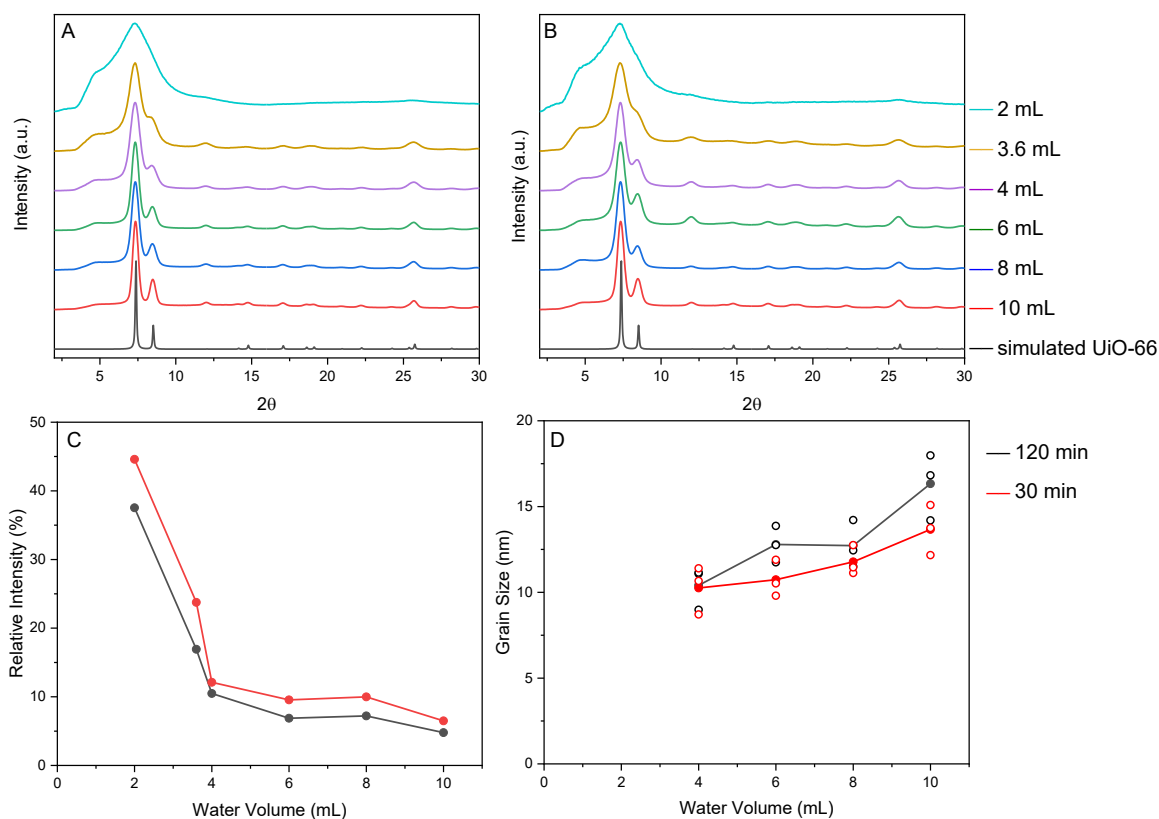 A
B
Intensity (a.u.)
Intensity (a.u.)
2 mL
3.6 mL
4 mL
6 mL
8 mL
10 mL
simulated UiO-66
5 10 15 20 25 30
5 10 15 20 25 30
2θ
2θ
C
50
40
30
20
10
0
Relative Intensity (%)
0 2 4 6 8 10
Water Volume (mL)
D
20
15
10
5
0
Grain Size (nm)
0 2 4 6 8 10
Water Volume (mL)
120 min
30 min